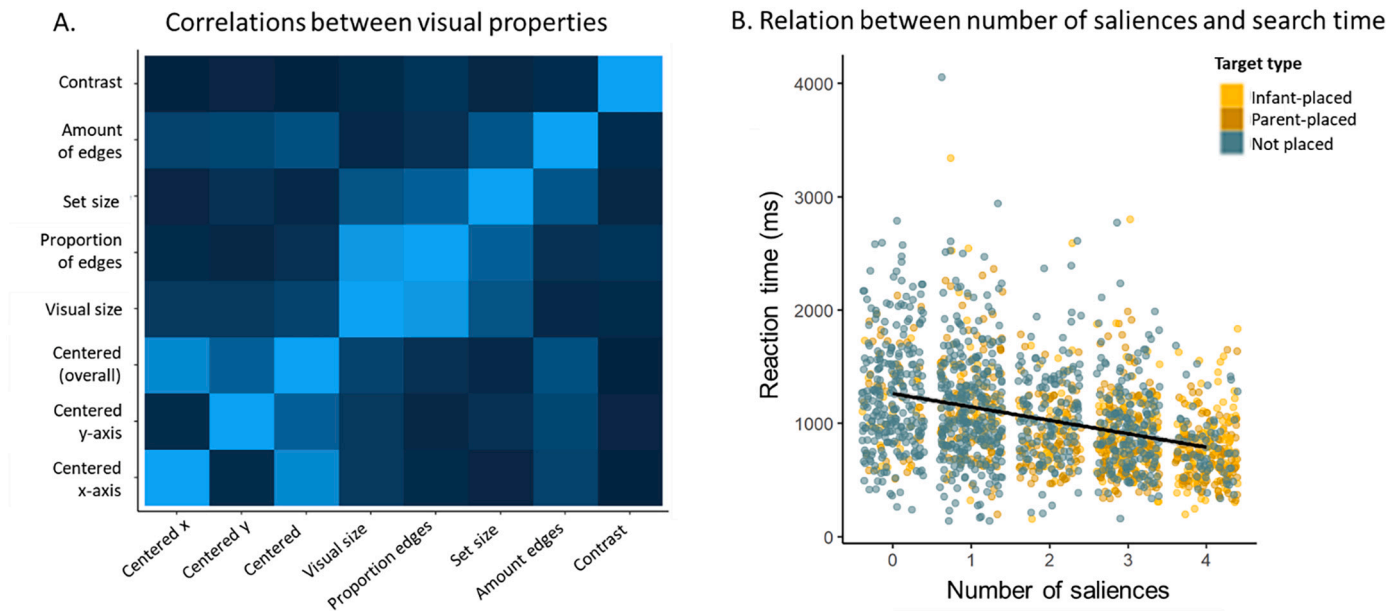 A. Correlations between visual properties
Contrast
Amount
of edges
Set size
Proportion
of edges
Visual size
Centered
(overall)
Centered
y-axis
Centered
x-axis
Centered x
Centered y
Centered
Visual size
Proportion edges
Set size
Amount edges
Contrast
B. Relation between number of saliences and search time
Target type
Infant-placed
Parent-placed
Not placed
Reaction time (ms)
4000
3000
2000
1000
0
0 1 2 3 4
Number of saliences